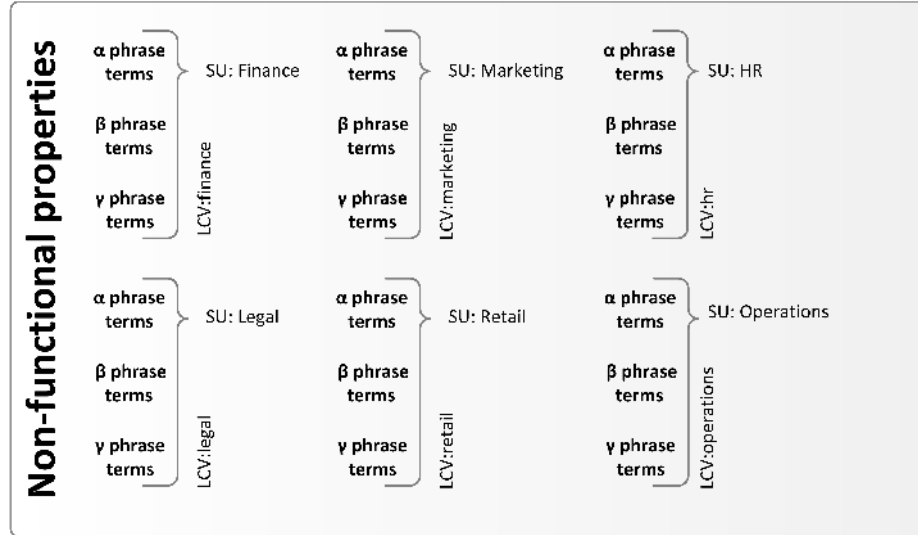 Non-functional properties
α phrase
terms
β phrase
terms
γ phrase
terms
SU: Finance
LCV:finance
α phrase
terms
β phrase
terms
γ phrase
terms
SU: Marketing
LCV:marketing
α phrase
terms
β phrase
terms
γ phrase
terms
SU: HR
LCV:hr
α phrase
terms
β phrase
terms
γ phrase
terms
SU: Legal
LCV:legal
α phrase
terms
β phrase
terms
γ phrase
terms
SU: Retail
LCV:retail
α phrase
terms
β phrase
terms
γ phrase
terms
SU: Operations
LCV:operations